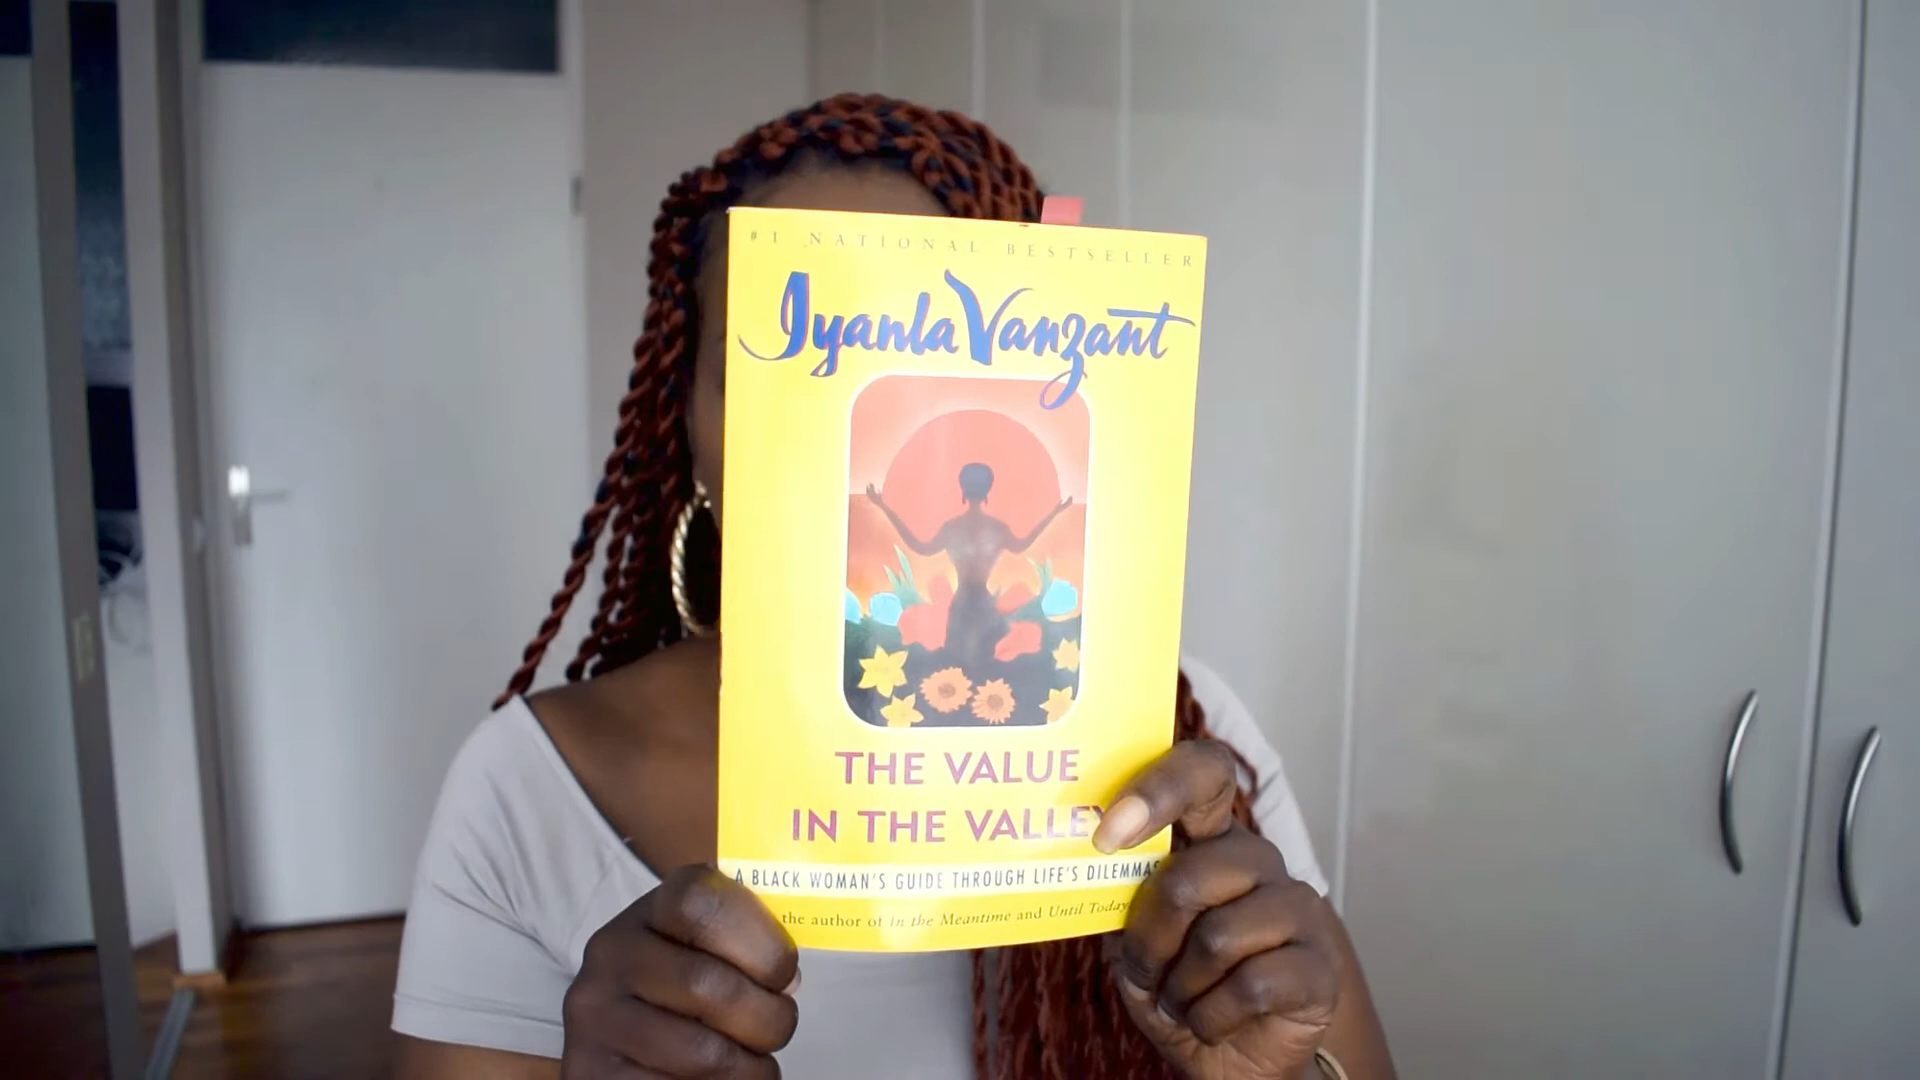 #1 NATIONAL BESTSELLER
Iyanla Vanzant
THE VALUE
IN THE VALLEY
A BLACK WOMAN'S GUIDE THROUGH LIFE'S DILEMMAS
the author of In the Meantime and Until Today